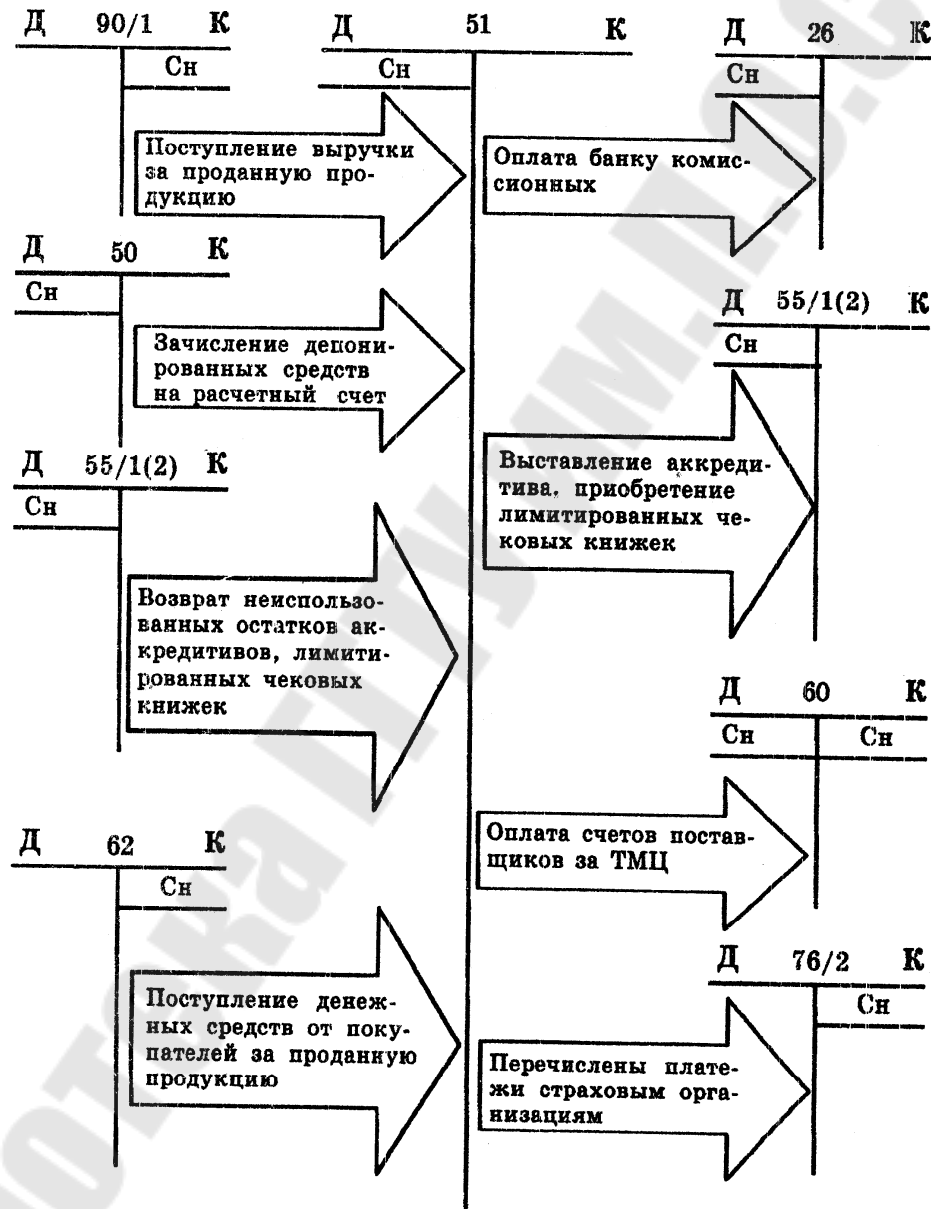 Д 90/1 К
Сн
Поступление выручки
за проданную про-
дукцию
Д 50 К
Сн
Зачисление депони-
рованных средств
на расчетный счет
Д 55/1(2) К
Сн
Возврат неиспользо-
ванных остатков ак-
кредитивов, лимити-
рованных чековых
книжек
Д 62 К
Сн
Поступление денеж-
ных средств от поку-
пателей за проданную
продукцию
Д 51 К
Сн
Д 26 К
Сн
Оплата банку комис-
сионных
Д 55/1(2) К
Сн
Выставление аккреди-
тива, приобретение
лимитированных че-
ковых книжек
Д 60 К
Сн Сн
Оплата счетов постав-
щиков за ТМЦ
Д 76/2 К
Сн
Перечислены плате-
жи страховым орга-
низациям